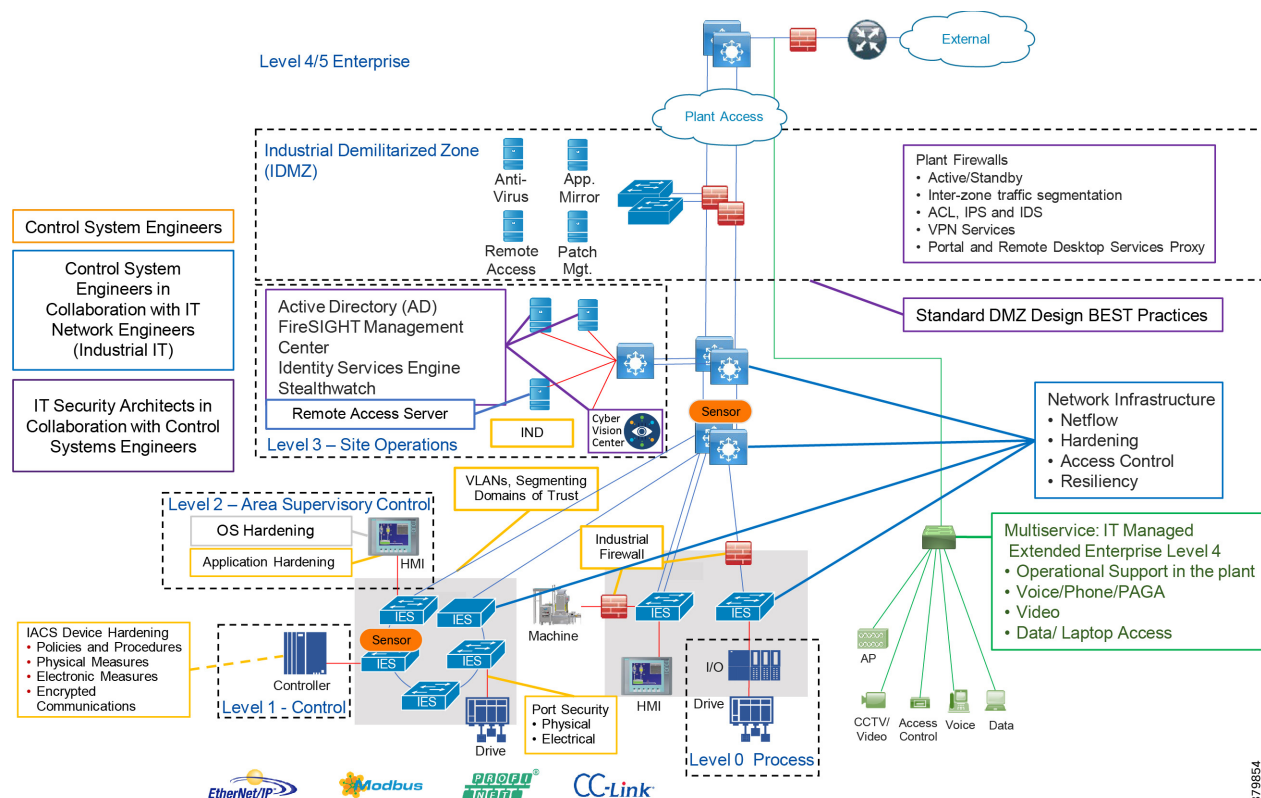 Level 4/5 Enterprise
External
Plant Access
Industrial Demilitarized Zone
(IDMZ)
Anti-
Virus
App.
Mirror
Remote
Access
Patch
Mgt.
Plant Firewalls
• Active/Standby
• Inter-zone traffic segmentation
• ACL, IPS and IDS
• VPN Services
• Portal and Remote Desktop Services Proxy
Standard DMZ Design BEST Practices
Control System Engineers
Control System
Engineers in
Collaboration with IT
Network Engineers
(Industrial IT)
IT Security Architects in
Collaboration with Control
Systems Engineers
Active Directory (AD)
FireSIGHT Management
Center
Identity Services Engine
Stealthwatch
Remote Access Server
Level 3 – Site Operations
IND
Cyber
Vision
Center
Sensor
Network Infrastructure
• Netflow
• Hardening
• Access Control
• Resiliency
VLANs, Segmenting
Domains of Trust
Level 2 – Area Supervisory Control
OS Hardening
Application Hardening
HMI
Industrial
Firewall
Multiservice: IT Managed
Extended Enterprise Level 4
• Operational Support in the plant
• Voice/Phone/PAGA
• Video
• Data/ Laptop Access
IES
IES
IES
IES
Machine
Sensor
IES
IES
IES
IACS Device Hardening
• Policies and Procedures
• Physical Measures
• Electronic Measures
• Encrypted
Communications
Controller
Level 1 - Control
Drive
Port Security
• Physical
• Electrical
HMI
I/O
Drive
Level 0 Process
AP
CCTV/
Video
Access
Control
Voice
Data
EtherNet/IP
Modbus
PROFI
NET
®
CC-Link
379854